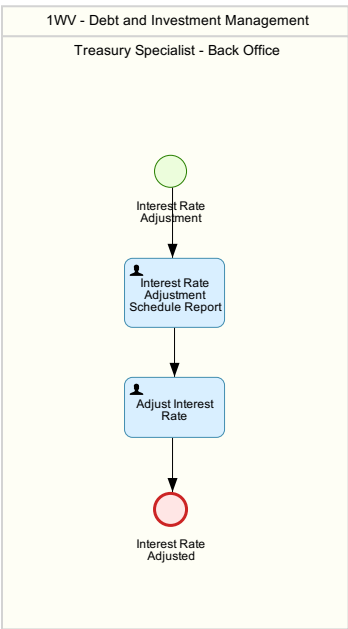 1WV - Debt and Investment Management
Treasury Specialist - Back Office
Interest Rate
Adjustment
Interest Rate
Adjustment
Schedule Report
Adjust Interest
Rate
Interest Rate
Adjusted